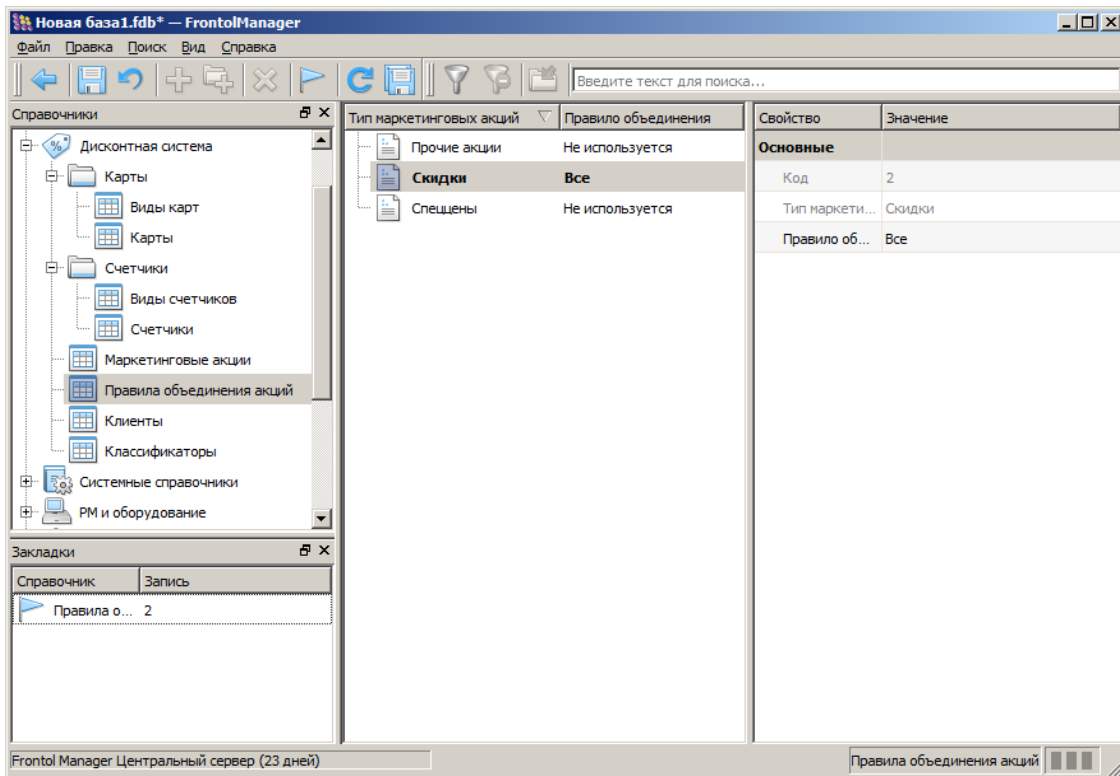 Новая база1.fdb* — FrontolManager
Файл Правка Поиск Вид Справка
Введите текст для поиска...
Справочники
Дисконтная система
Карты
Виды карт
Карты
Счетчики
Виды счетчиков
Счетчики
Маркетинговые акции
Правила объединения акций
Клиенты
Классификаторы
Системные справочники
РМ и оборудование
Закладки
Справочник Запись
Правила о... 2
Тип маркетинговых акций Правило объединения
Прочие акции Не используется
Скидки Все
Спеццены Не используется
Свойство Значение
Основные
Код 2
Тип маркети... Скидки
Правило об... Все
Frontol Manager Центральный сервер (23 дней)
Правила объединения акций